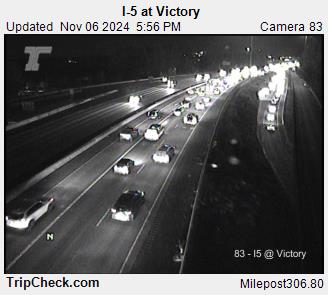 I-5 at Victory
Updated Nov 06 2024 5:56 PM Camera 83
T
N
83 - I5 @ Victory
TripCheck.com Milepost306.80